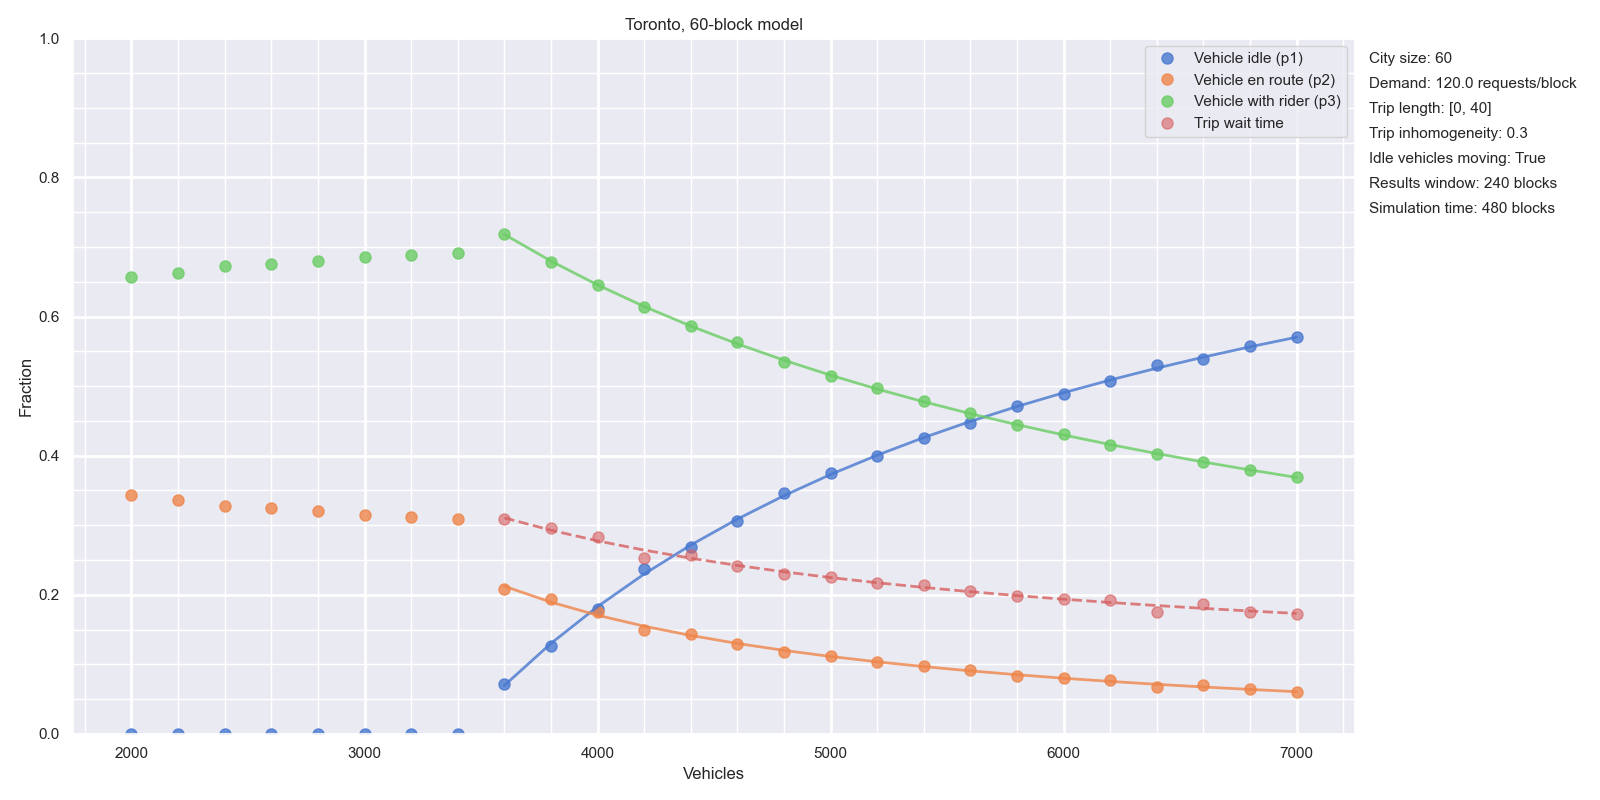 Toronto, 60-block model
1.0
0.8
0.6
0.4
0.2
0.0
Fraction
2000
3000
4000
5000
6000
7000
Vehicles
Vehicle idle (p1)
Vehicle en route (p2)
Vehicle with rider (p3)
Trip wait time
City size: 60
Demand: 120.0 requests/block
Trip length: [0, 40]
Trip inhomogeneity: 0.3
Idle vehicles moving: True
Results window: 240 blocks
Simulation time: 480 blocks